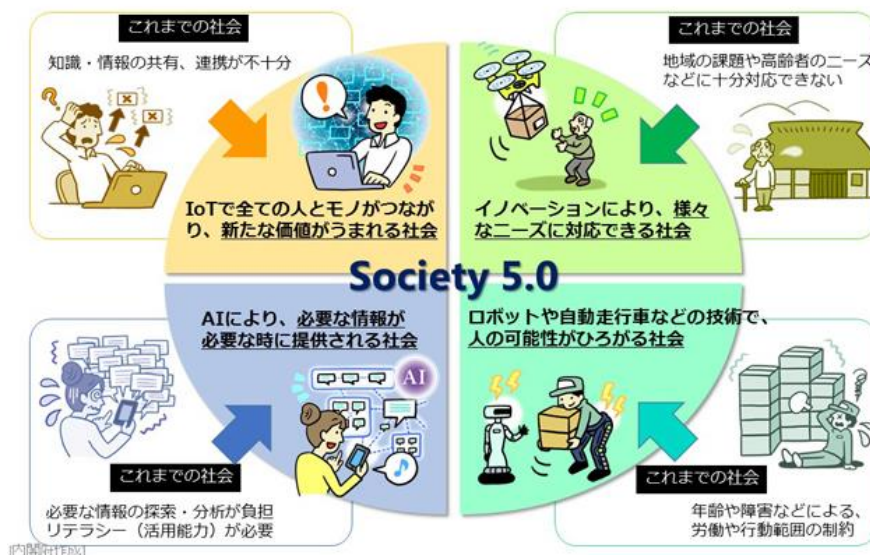 これまでの社会
知識・情報の共有、連携が不十分
IoTで全ての人とモノがつなが
り、新たな価値がうまれる社会
これまでの社会
地域の課題や高齢者のニーズ
などに十分対応できない
イノベーションにより、様々
なニーズに対応できる社会
Society 5.0
AIにより、必要な情報が
必要な時に提供される社会
AI
これまでの社会
必要な情報の探索・分析が負担
リテラシー（活用能力）が必要
ロボットや自動走行車などの技術で、
人の可能性がひろがる社会
これまでの社会
年齢や障害などによる、
労働や行動範囲の制約
[内閣府作成]